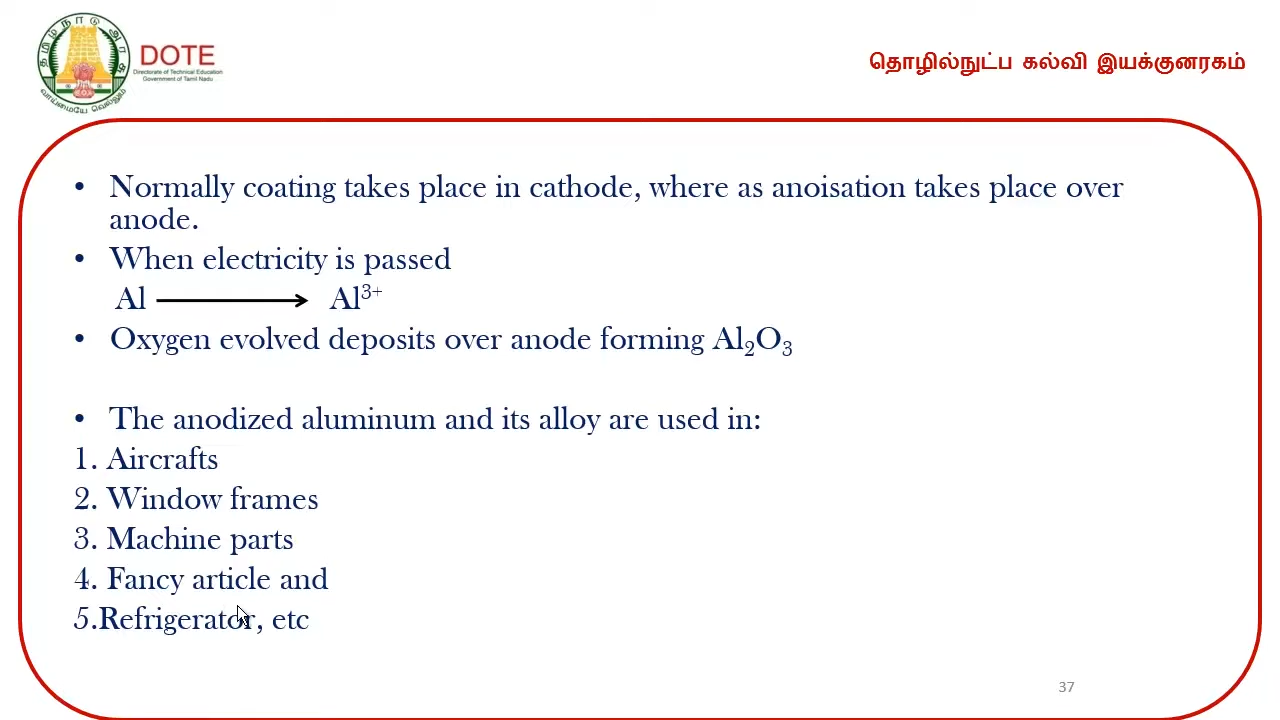 தமிழ்நாடு அரசு
வாய்மையே வெல்லும்
DOTE
Directorate of Technical Education
Government of Tamil Nadu
தொழில்நுட்ப கல்வி இயக்குனரகம்
• Normally coating takes place in cathode, where as anoisation takes place over
anode.
• When electricity is passed
Al ⟶ Al³⁺
• Oxygen evolved deposits over anode forming Al₂O₃
• The anodized aluminum and its alloy are used in:
1. Aircrafts
2. Window frames
3. Machine parts
4. Fancy article and
5.Refrigerator, etc
37